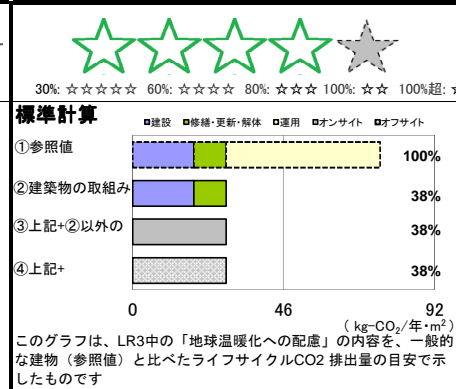 30%: ☆☆☆☆☆ 60%: ☆☆☆☆ 80%: ☆☆☆ 100%: ☆☆ 100%超:
標準計算
■建設 ■修繕・更新・解体 □運用 ■オンサイト ■オフサイト
①参照値 100%
②建築物の取組み 38%
③上記+②以外の 38%
④上記+ 38%
0 46 92
( kg-CO₂/年・m²)
このグラフは、LR3中の「地球温暖化への配慮」の内容を、一般的
な建物（参照値）と比べたライフサイクルCO2 排出量の目安で示
したものです